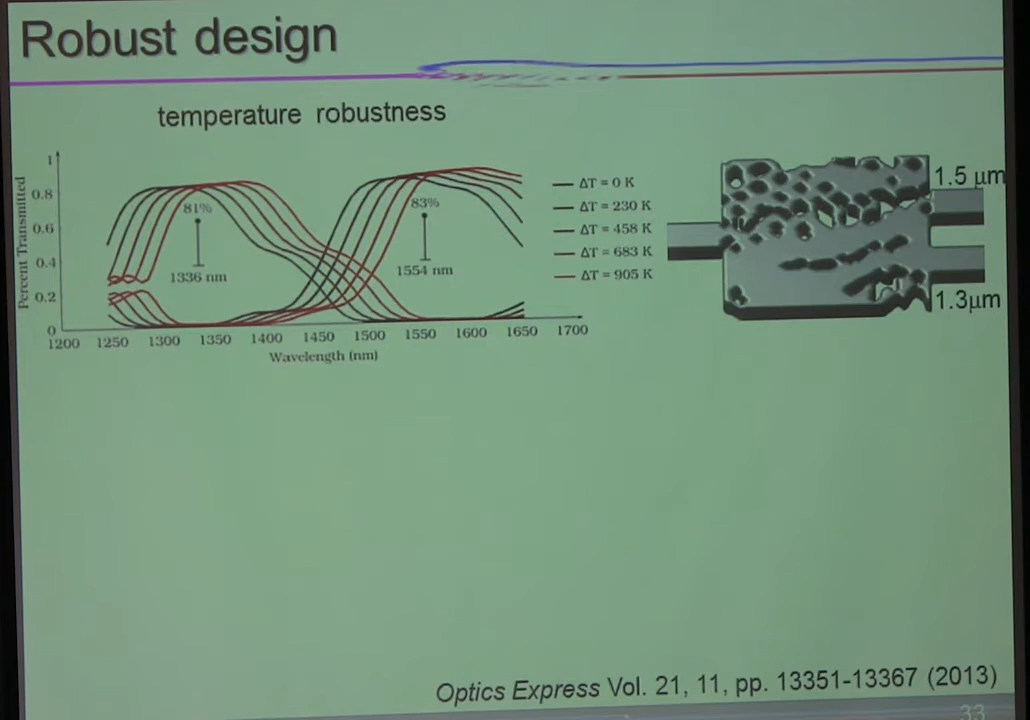 Robust design
temperature robustness
Percent Transmitted
1
0.8
0.6
0.4
0.2
0
81%
1336 nm
83%
1554 nm
1200 1250 1300 1350 1400 1450 1500 1550 1600 1650 1700
Wavelength (nm)
ΔT = 0 K
ΔT = 230 K
ΔT = 458 K
ΔT = 683 K
ΔT = 905 K
1.5 μm
1.3μm
Optics Express Vol. 21, 11, pp. 13351-13367 (2013)
33